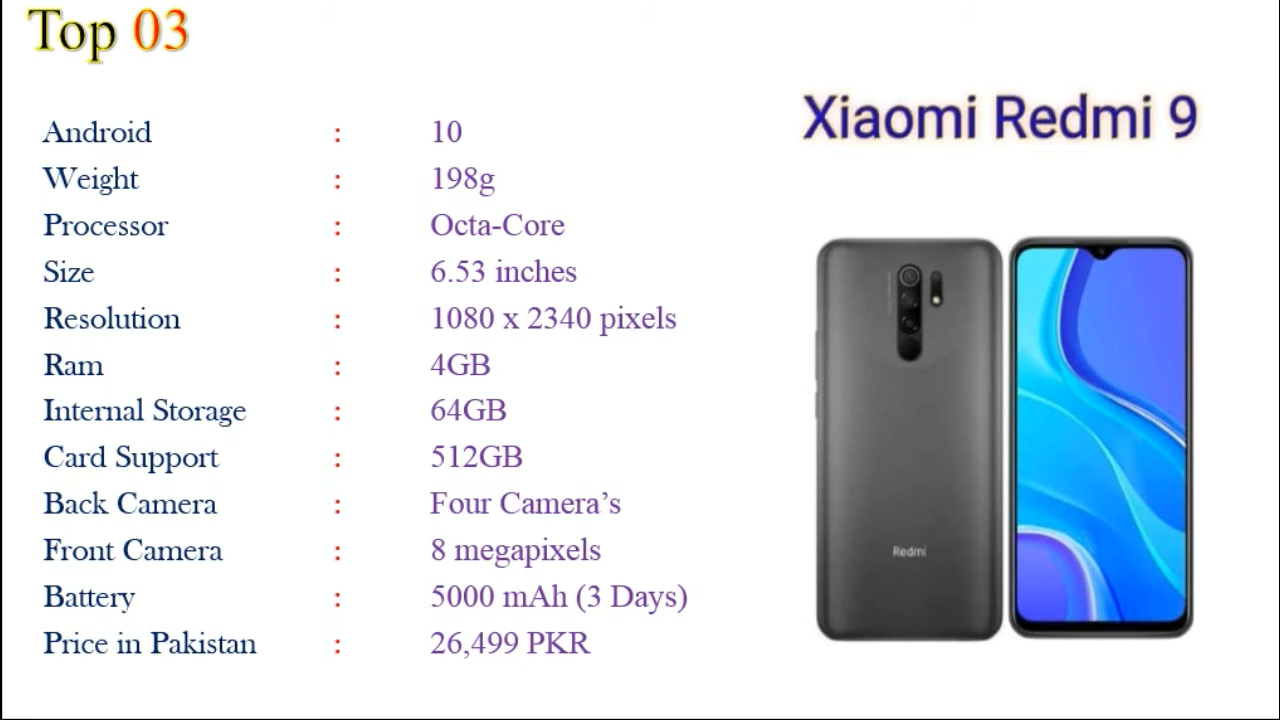 Top 03
Xiaomi Redmi 9
Android : 10
Weight : 198g
Processor : Octa-Core
Size : 6.53 inches
Resolution : 1080 x 2340 pixels
Ram : 4GB
Internal Storage : 64GB
Card Support : 512GB
Back Camera : Four Camera’s
Front Camera : 8 megapixels
Battery : 5000 mAh (3 Days)
Price in Pakistan : 26,499 PKR
Redmi